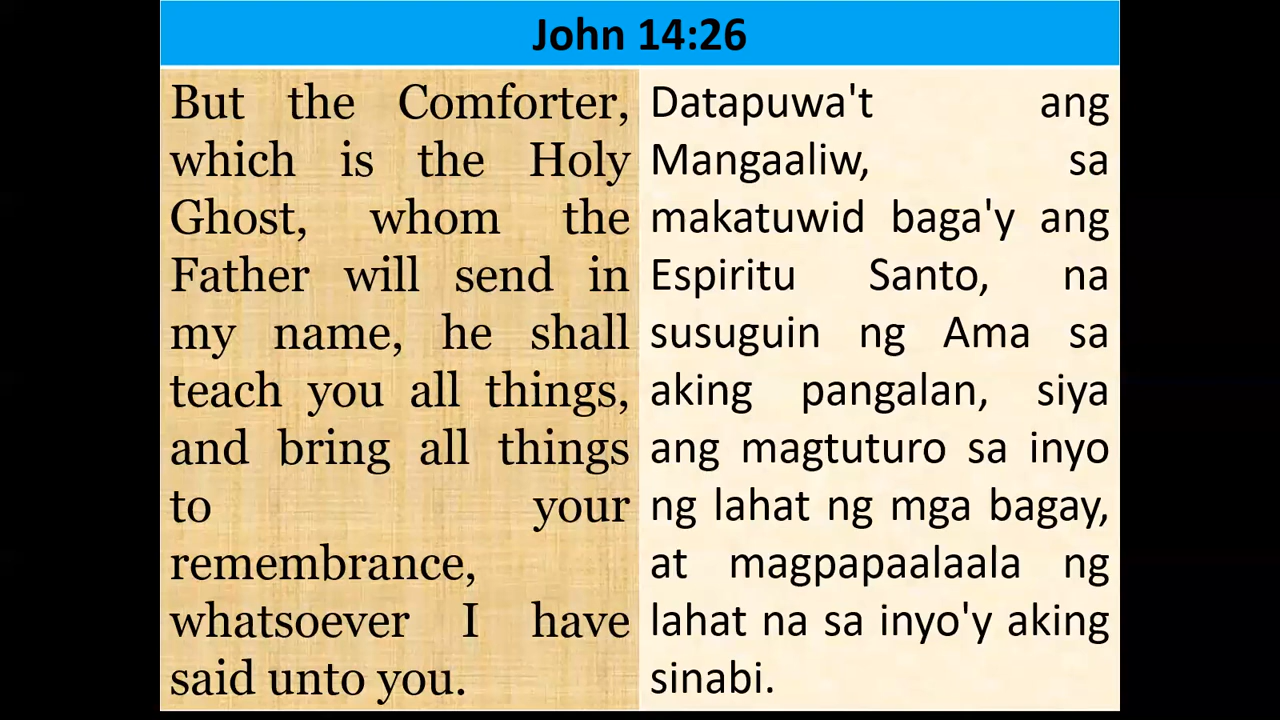 John 14:26
But the Comforter,
which is the Holy
Ghost, whom the
Father will send in
my name, he shall
teach you all things,
and bring all things
to your
remembrance,
whatsoever I have
said unto you.
Datapuwa't ang
Mangaaliw, sa
makatuwid baga'y ang
Espiritu Santo, na
susuguin ng Ama sa
aking pangalan, siya
ang magtuturo sa inyo
ng lahat ng mga bagay,
at magpapaalaala ng
lahat na sa inyo'y aking
sinabi.